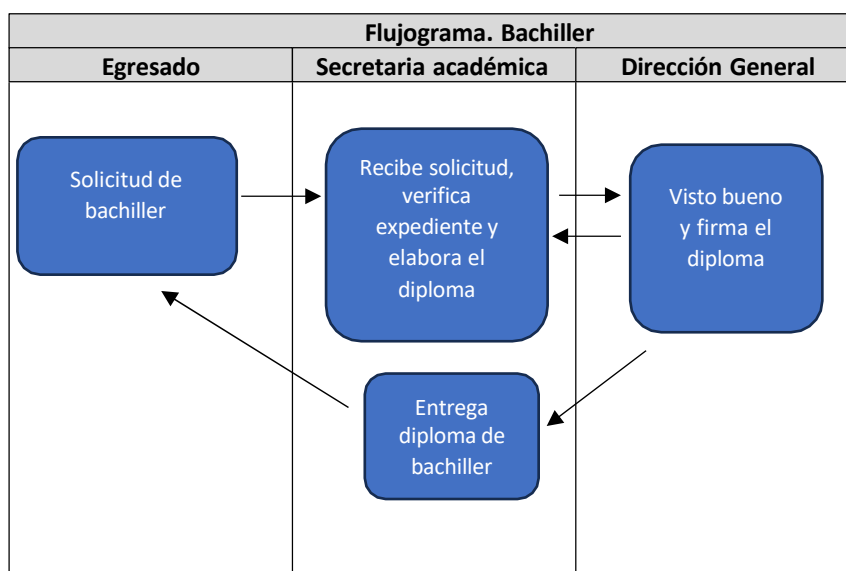 Flujograma. Bachiller
Egresado
Secretaria académica
Dirección General
Solicitud de
bachiller
Recibe solicitud,
verifica
expediente y
elabora el
diploma
Visto bueno
y firma el
diploma
Entrega
diploma de
bachiller